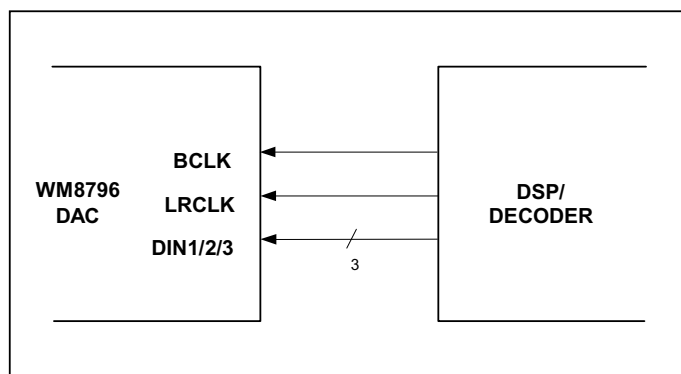 BCLK
WM8796
DAC
LRCLK
DIN1/2/3
3
DSP/
DECODER